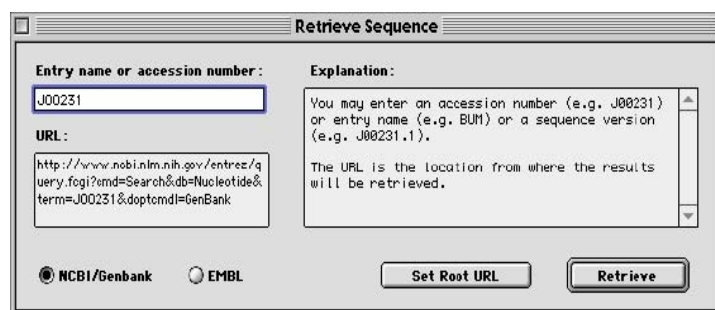 Retrieve Sequence
Entry name or accession number:
J00231
URL:
http://www.ncbi.nlm.nih.gov/entrez/q
uery.fcgi?cmd=Search&db=Nucleotide&
term=J00231&doptcmdl=GenBank
Explanation:
You may enter an accession number (e.g. J00231)
or entry name (e.g. BUM) or a sequence version
(e.g. J00231.1).
The URL is the location from where the results
will be retrieved.
NCBI/Genbank
EMBL
Set Root URL
Retrieve